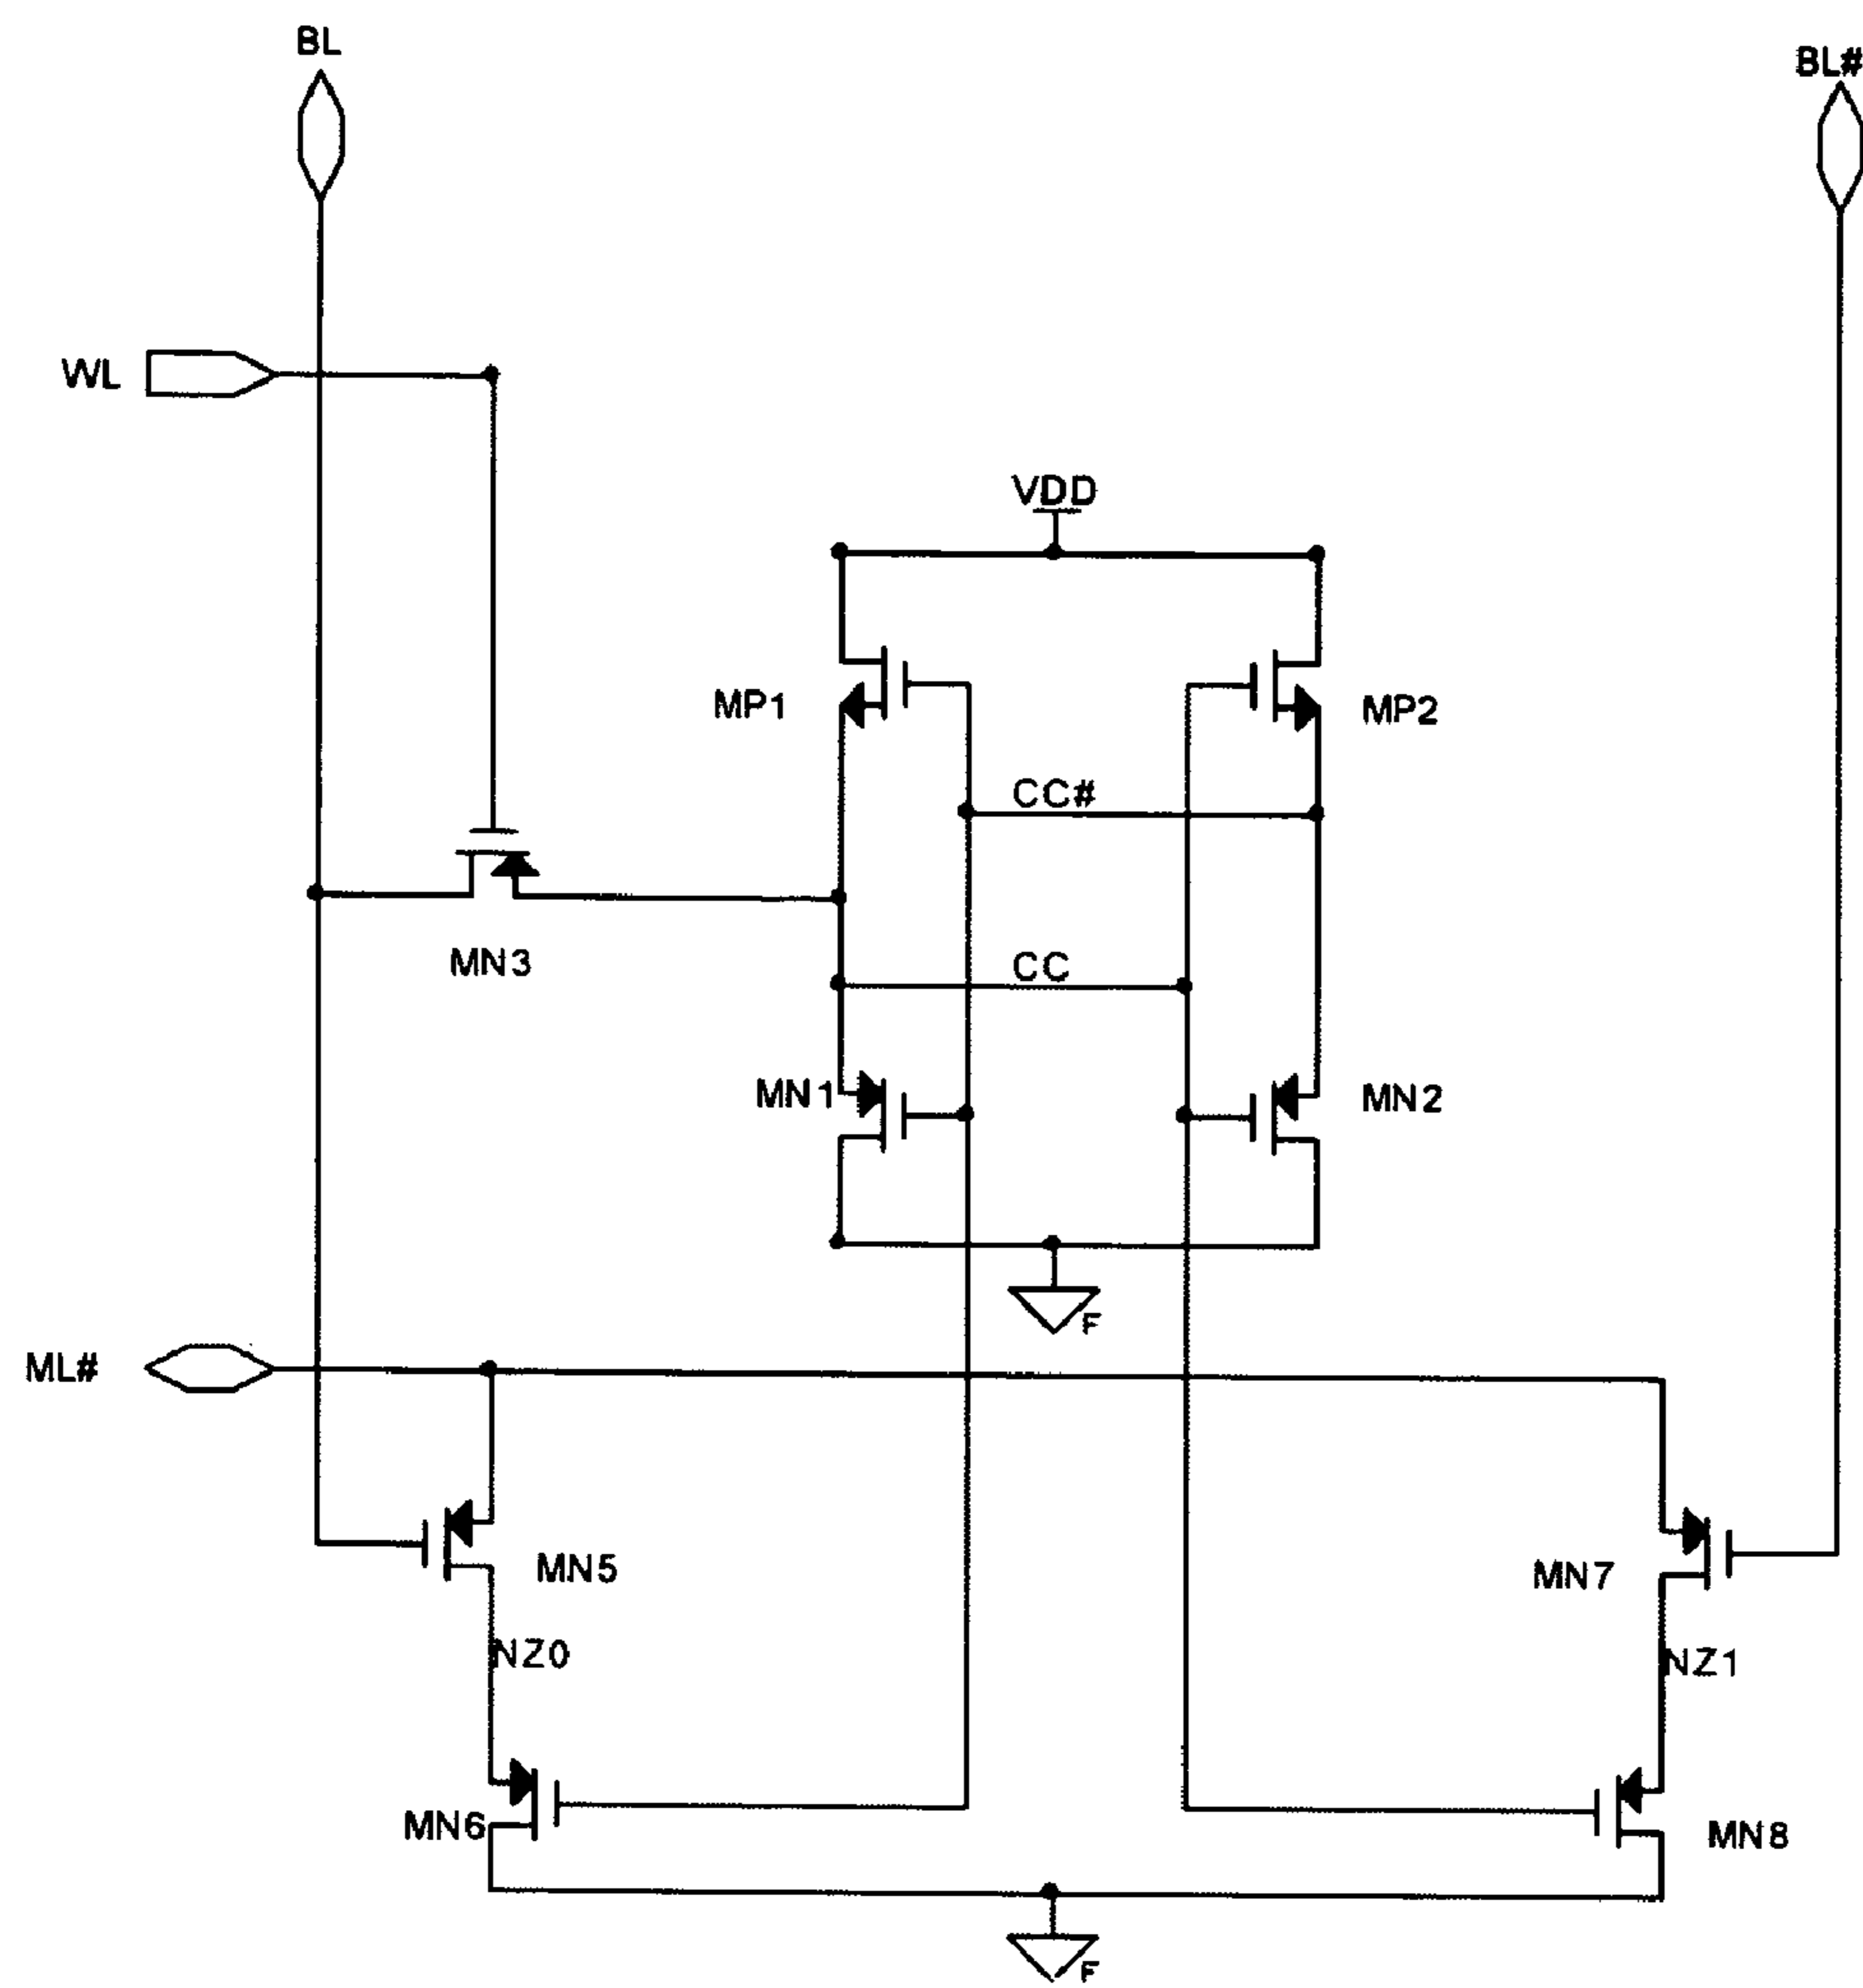 BL
BL#
WL
VDD
MP1
MP2
CC#
MN3
CC
MN1
MN2
F
ML#
MN5
MN7
NZ0
NZ1
MN6
MN8
F